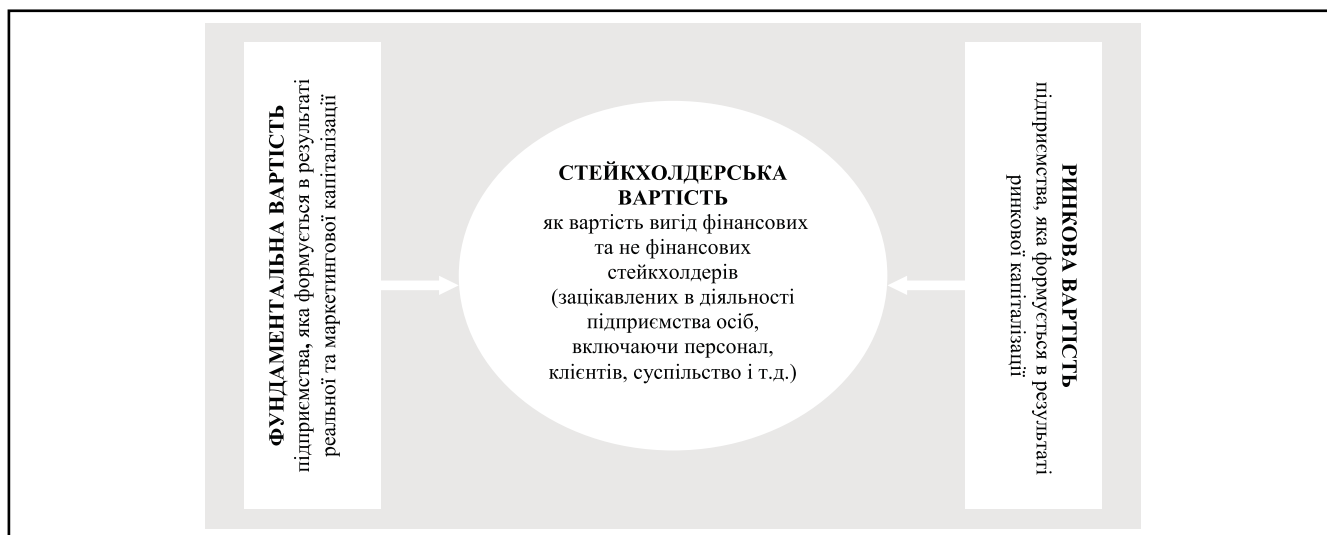 ФУНДАМЕНТАЛЬНА ВАРТІСТЬ
підприємства, яка формується в результаті
реальної та маркетингової капіталізації
СТЕЙКХОЛДЕРСЬКА
ВАРТІСТЬ
як вартість вигід фінансових
та не фінансових
стейкхолдерів
(зацікавлених в діяльності
підприємства осіб,
включаючи персонал,
клієнтів, суспільство і т.д.)
РИНКОВА ВАРТІСТЬ
підприємства, яка формується в результаті
ринкової капіталізації